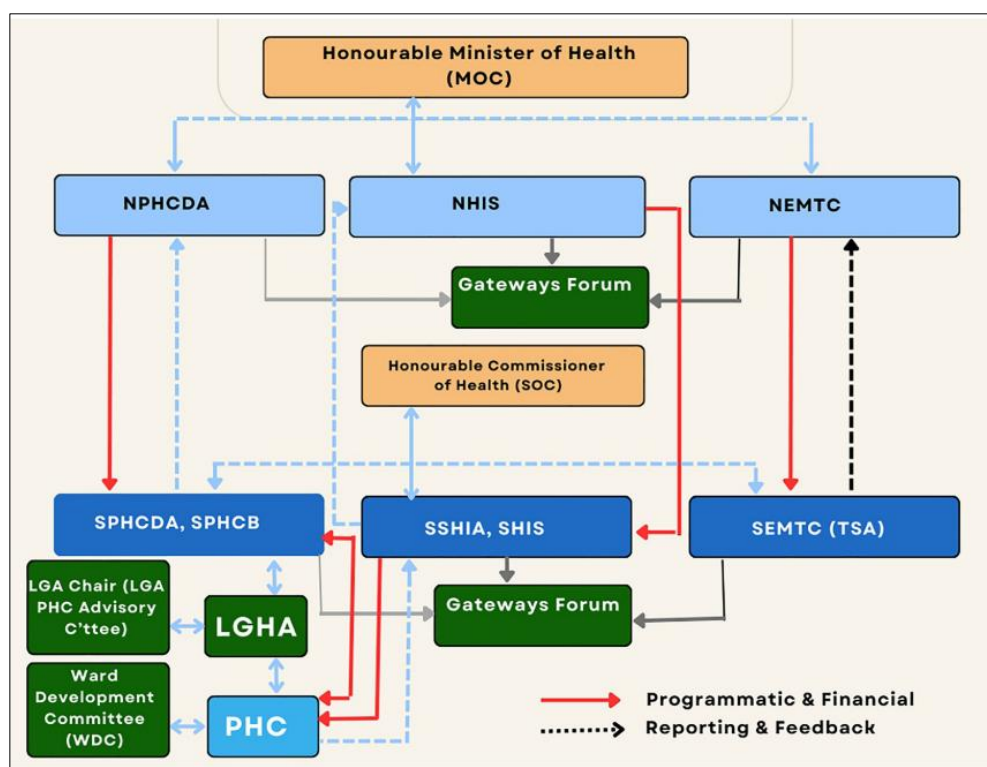 Honourable Minister of Health
(MOC)
NPHCDA
NHIS
NEMTC
Gateways Forum
Honourable Commissioner
of Health (SOC)
SPHCDA, SPHCB
SSHIA, SHIS
SEMTC (TSA)
LGA Chair (LGA
PHC Advisory
C'ttee)
LGHA
Gateways Forum
Ward
Development
Committee
(WDC)
PHC
Programmatic & Financial
Reporting & Feedback